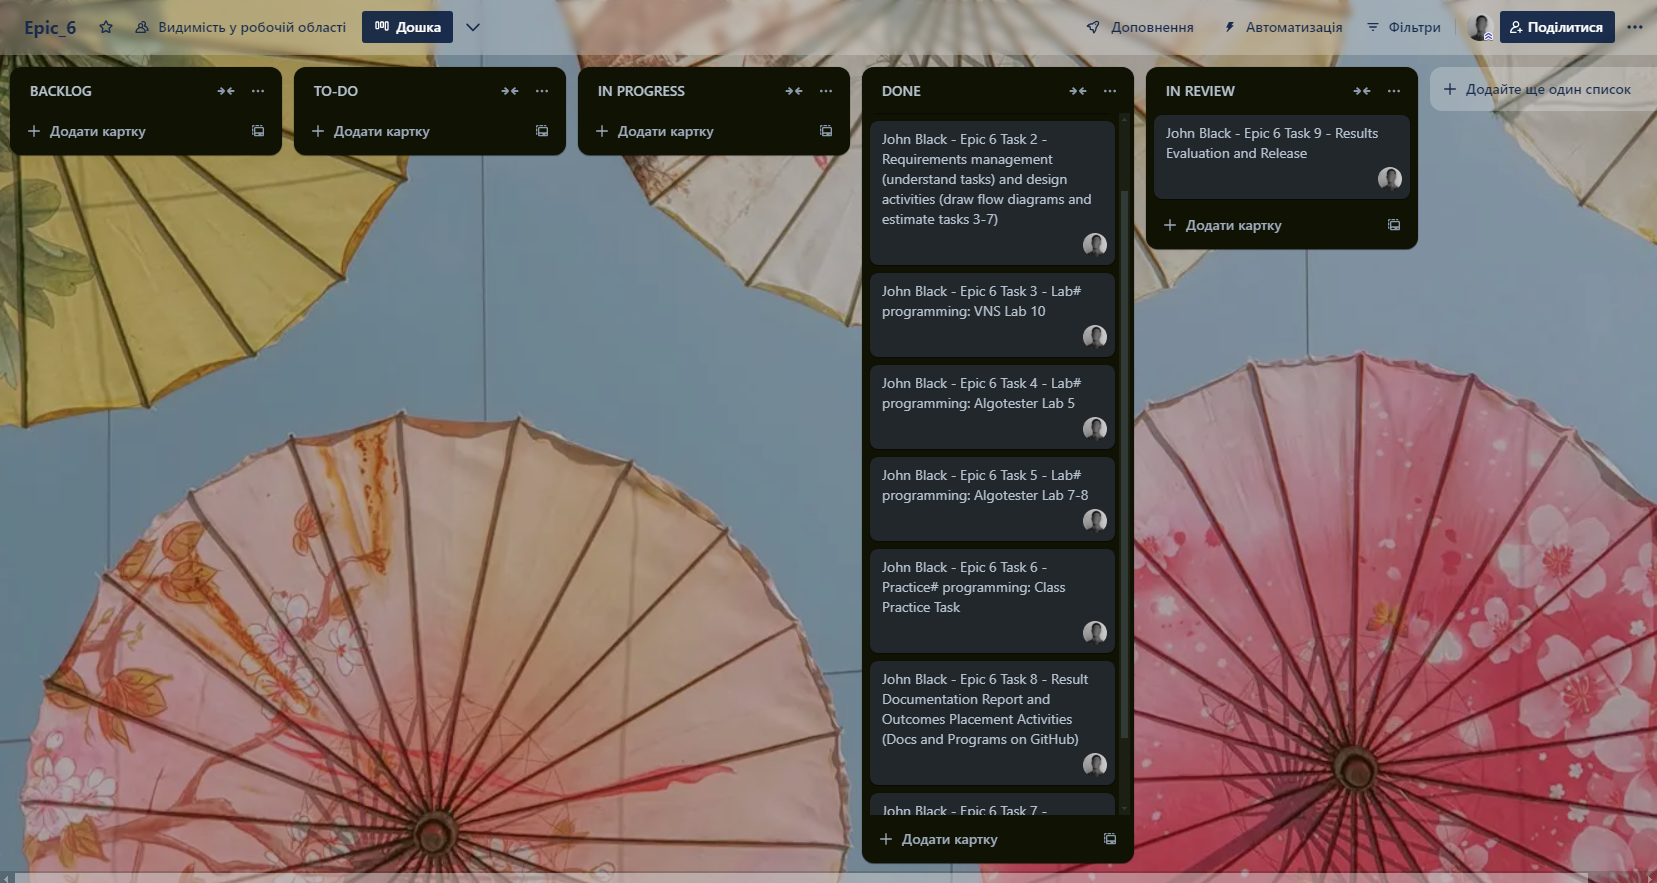 Epic_6
Видимість у робочій області
Дошка
Доповнення
Автоматизація
Фільтри
Поділитися
BACKLOG
Додати картку
TO-DO
Додати картку
IN PROGRESS
Додати картку
DONE
John Black - Epic 6 Task 2 -
Requirements management
(understand tasks) and design
activities (draw flow diagrams and
estimate tasks 3-7)
John Black - Epic 6 Task 3 - Lab#
programming: VNS Lab 10
John Black - Epic 6 Task 4 - Lab#
programming: Algotester Lab 5
John Black - Epic 6 Task 5 - Lab#
programming: Algotester Lab 7-8
John Black - Epic 6 Task 6 -
Practice# programming: Class
Practice Task
John Black - Epic 6 Task 8 - Result
Documentation Report and
Outcomes Placement Activities
(Docs and Programs on GitHub)
John Black - Epic 6 Task 7 -
Додати картку
IN REVIEW
John Black - Epic 6 Task 9 - Results
Evaluation and Release
Додати картку
Додайте ще один список